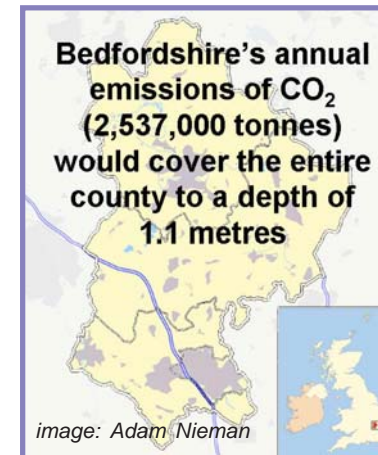 Bedfordshire’s annual
emissions of CO₂
(2,537,000 tonnes)
would cover the entire
county to a depth of
1.1 metres
image: Adam Nieman